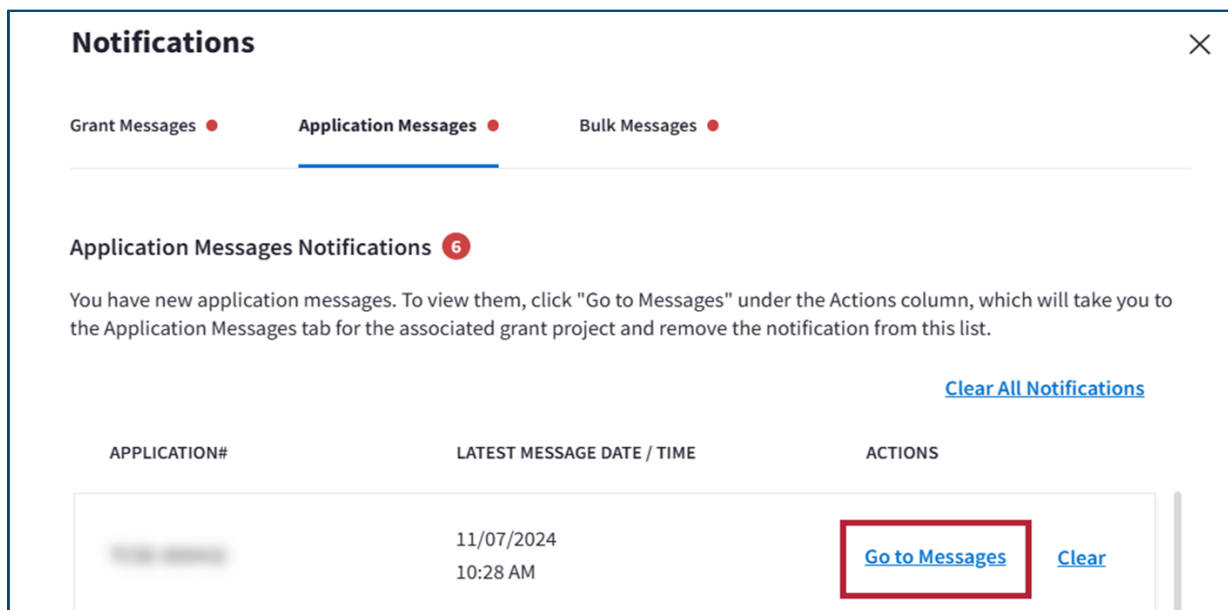 Notifications
Grant Messages Application Messages Bulk Messages
Application Messages Notifications 6
You have new application messages. To view them, click "Go to Messages" under the Actions column, which will take you to
the Application Messages tab for the associated grant project and remove the notification from this list.
Clear All Notifications
APPLICATION# LATEST MESSAGE DATE / TIME ACTIONS
11/07/2024
10:28 AM
Go to Messages Clear